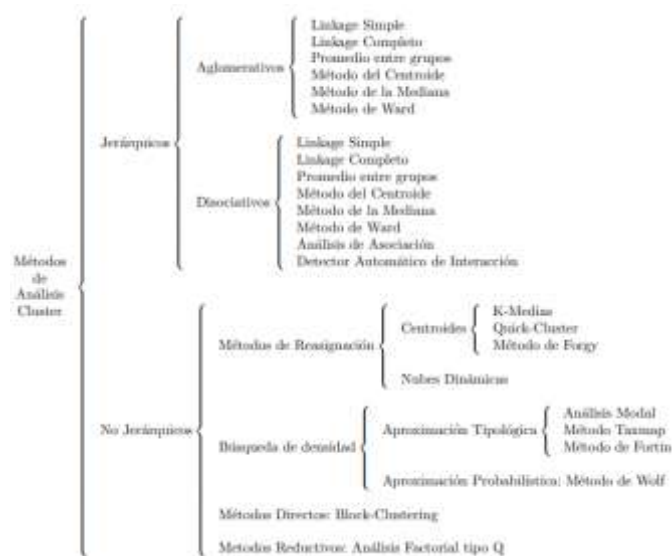 Métodos
de
Análisis
Cluster
Jerárquicos
Aglomerativos
Linkage Simple
Linkage Completo
Promedio entre grupos
Método del Centroide
Método de la Mediana
Método de Ward
Disociativos
Linkage Simple
Linkage Completo
Promedio entre grupos
Método del Centroide
Método de la Mediana
Método de Ward
Análisis de Asociación
Detector Automático de Interacción
No Jerárquicos
Métodos de Reasignación
Centroides
K-Medias
Quick-Cluster
Método de Forgy
Nubes Dinámicas
Búsqueda de densidad
Aproximación Tipológica
Análisis Modal
Método Taxmap
Método de Fortin
Aproximación Probabilística: Método de Wolf
Métodos Directos: Block-Clustering
Metodos Reductivos: Análisis Factorial tipo Q